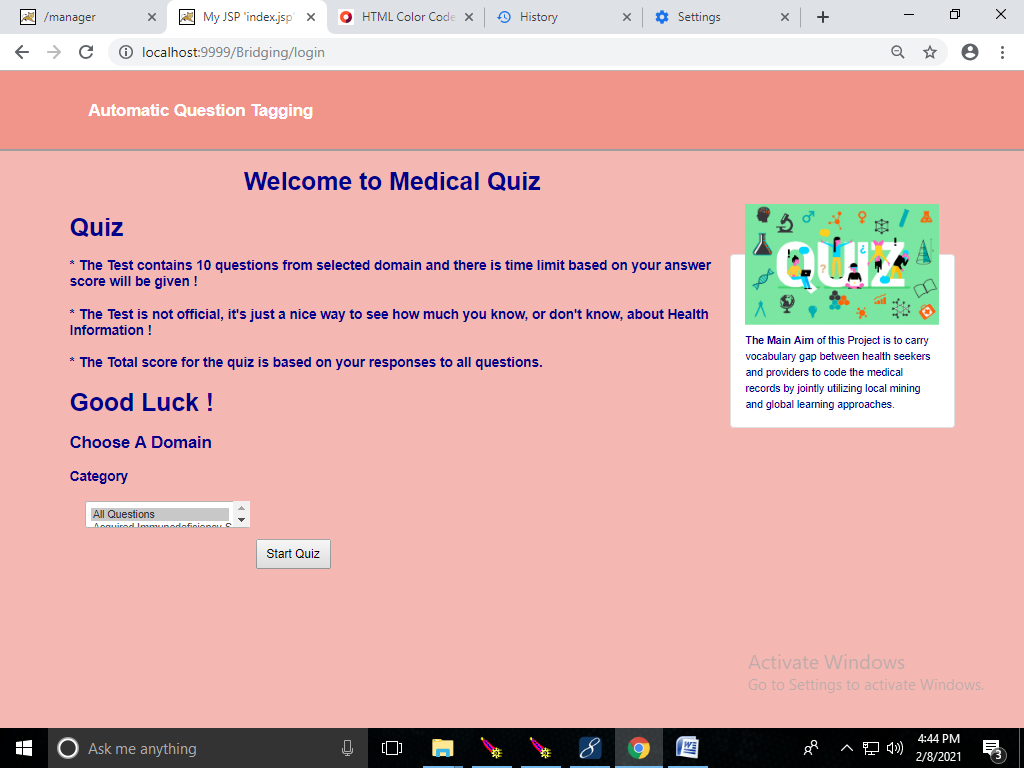 /manager
My JSP 'index.jsp'
HTML Color Code
History
Settings
localhost:9999/Bridging/login
Automatic Question Tagging
Welcome to Medical Quiz
Quiz
* The Test contains 10 questions from selected domain and there is time limit based on your answer
score will be given !
* The Test is not official, it's just a nice way to see how much you know, or don't know, about Health
Information !
* The Total score for the quiz is based on your responses to all questions.
Good Luck !
Choose A Domain
Category
All Questions
Acquired Immunodeficiency S
Start Quiz
QUIZ
The Main Aim of this Project is to carry
vocabulary gap between health seekers
and providers to code the medical
records by jointly utilizing local mining
and global learning approaches.
Activate Windows
Go to Settings to activate Windows.
Ask me anything
4:44 PM
2/8/2021
3